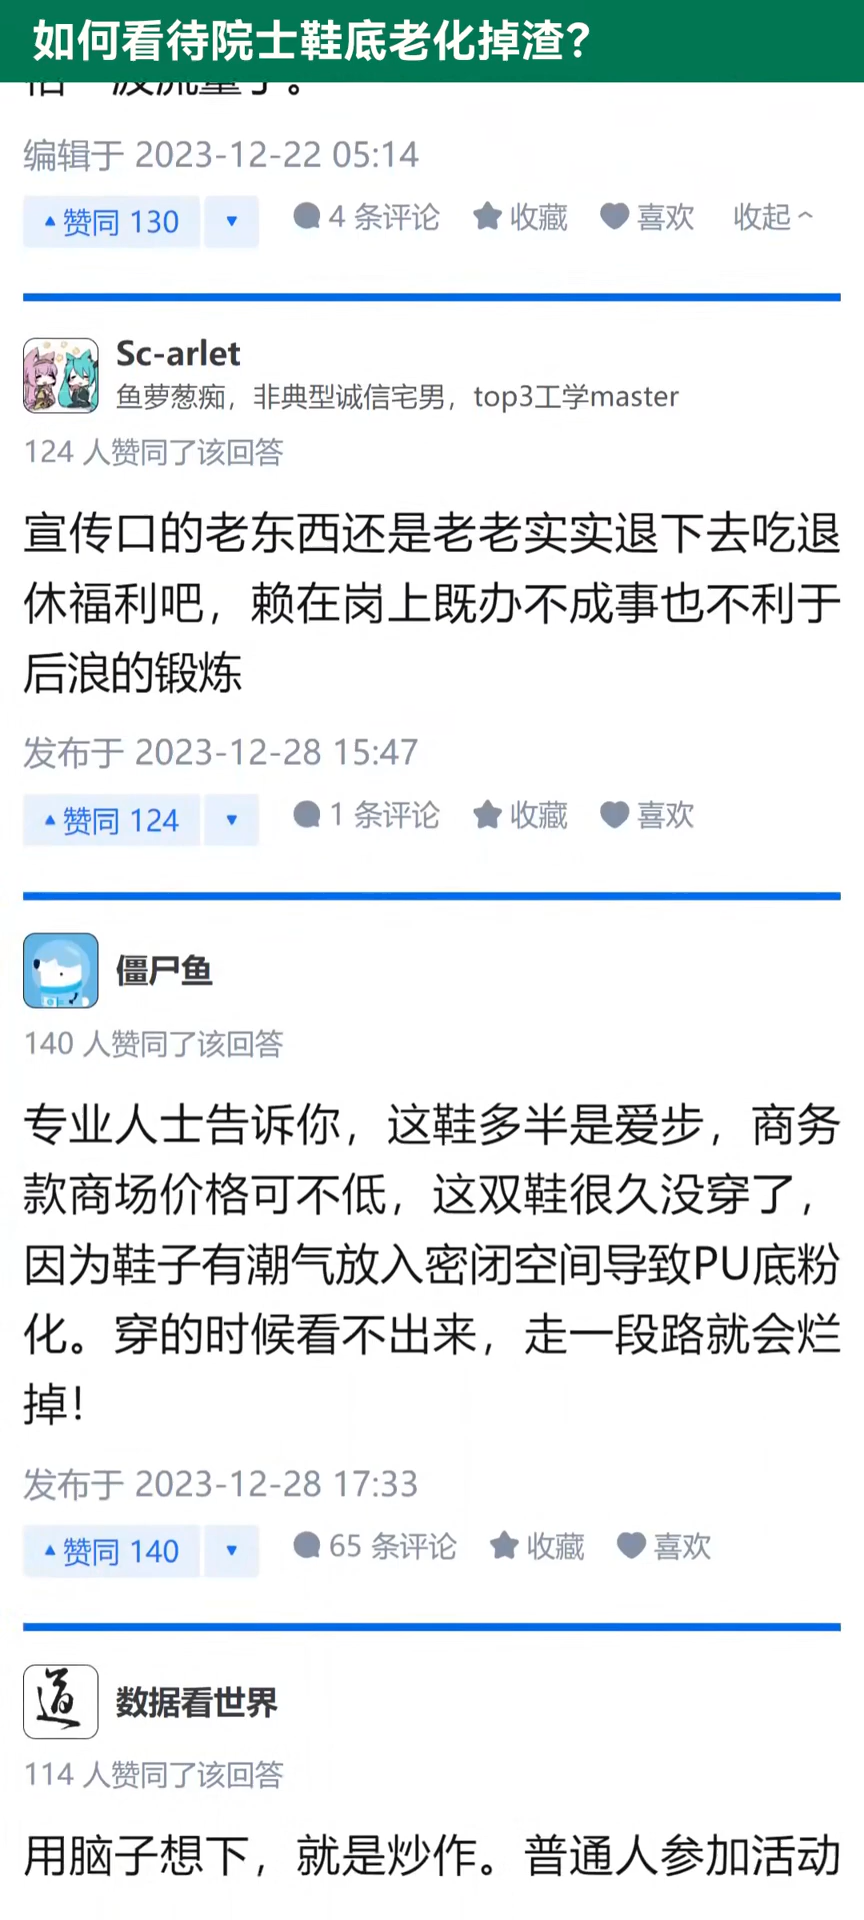 如何看待院士鞋底老化掉渣？
编辑于 2023-12-22 05:14
赞同 130 4 条评论 收藏 喜欢 收起
Sc-arlet
鱼萝葱痴，非典型诚信宅男，top3工学master
124 人赞同了该回答
宣传口的老东西还是老老实实退下去吃退
休福利吧，赖在岗上既办不成事也不利于
后浪的锻炼
发布于 2023-12-28 15:47
赞同 124 1 条评论 收藏 喜欢
僵尸鱼
140 人赞同了该回答
专业人士告诉你，这鞋多半是爱步，商务
款商场价格可不低，这双鞋很久没穿了，
因为鞋子有潮气放入密闭空间导致PU底粉
化。穿的时候看不出来，走一段路就会烂
掉！
发布于 2023-12-28 17:33
赞同 140 65 条评论 收藏 喜欢
道
数据看世界
114 人赞同了该回答
用脑子想下，就是炒作。普通人参加活动